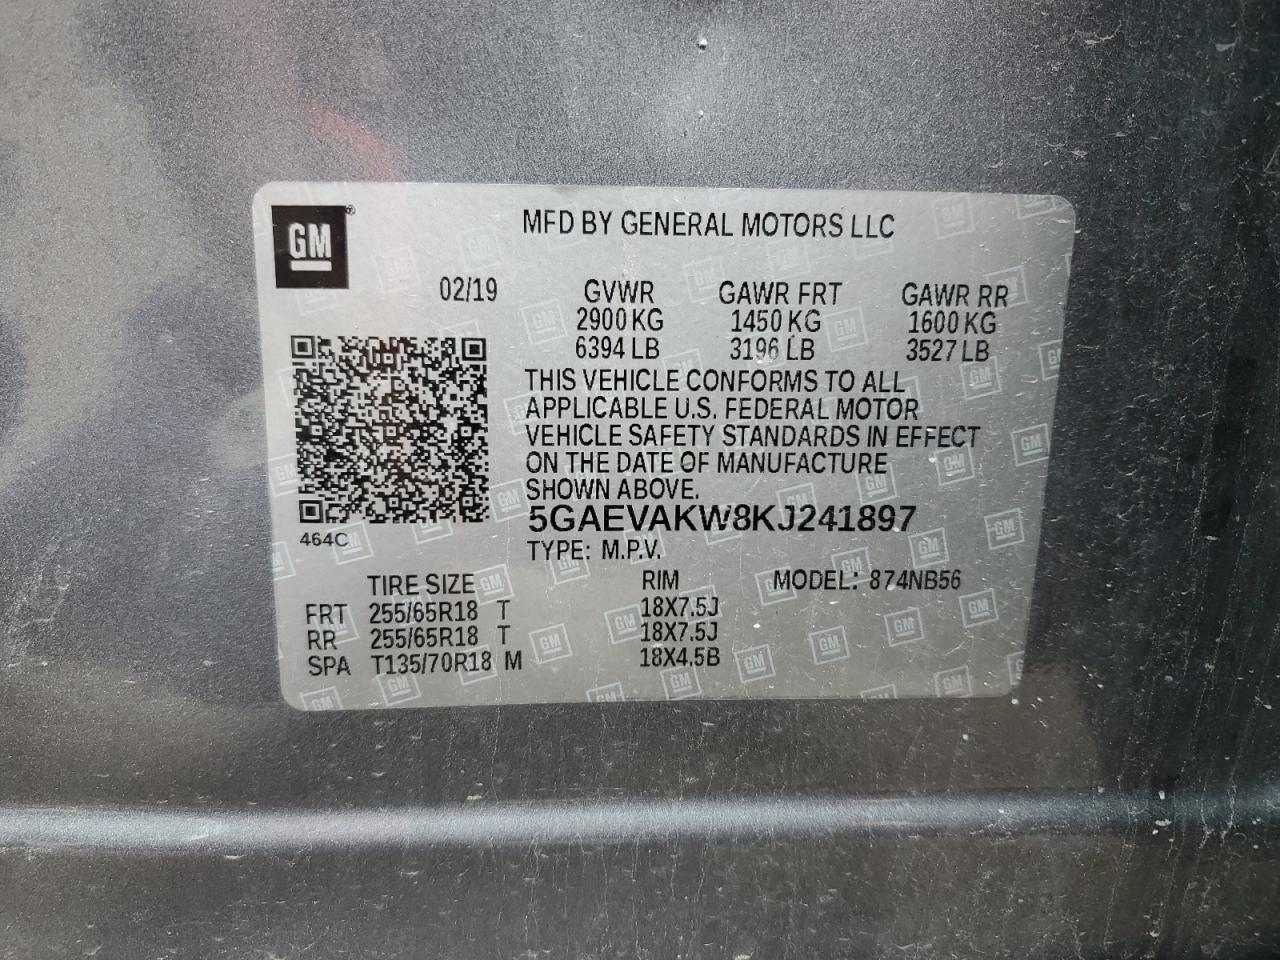 GM®
MFD BY GENERAL MOTORS LLC
02/19
GVWR GAWR FRT GAWR RR
2900 KG 1450 KG 1600 KG
6394 LB 3196 LB 3527 LB
THIS VEHICLE CONFORMS TO ALL
APPLICABLE U.S. FEDERAL MOTOR
VEHICLE SAFETY STANDARDS IN EFFECT
ON THE DATE OF MANUFACTURE
SHOWN ABOVE.
464C
5GAEVAKW8KJ241897
TYPE: M.P.V.
TIRE SIZE RIM MODEL: 874NB56
FRT 255/65R18 T 18X7.5J
RR 255/65R18 T 18X7.5J
SPA T135/70R18 M 18X4.5B